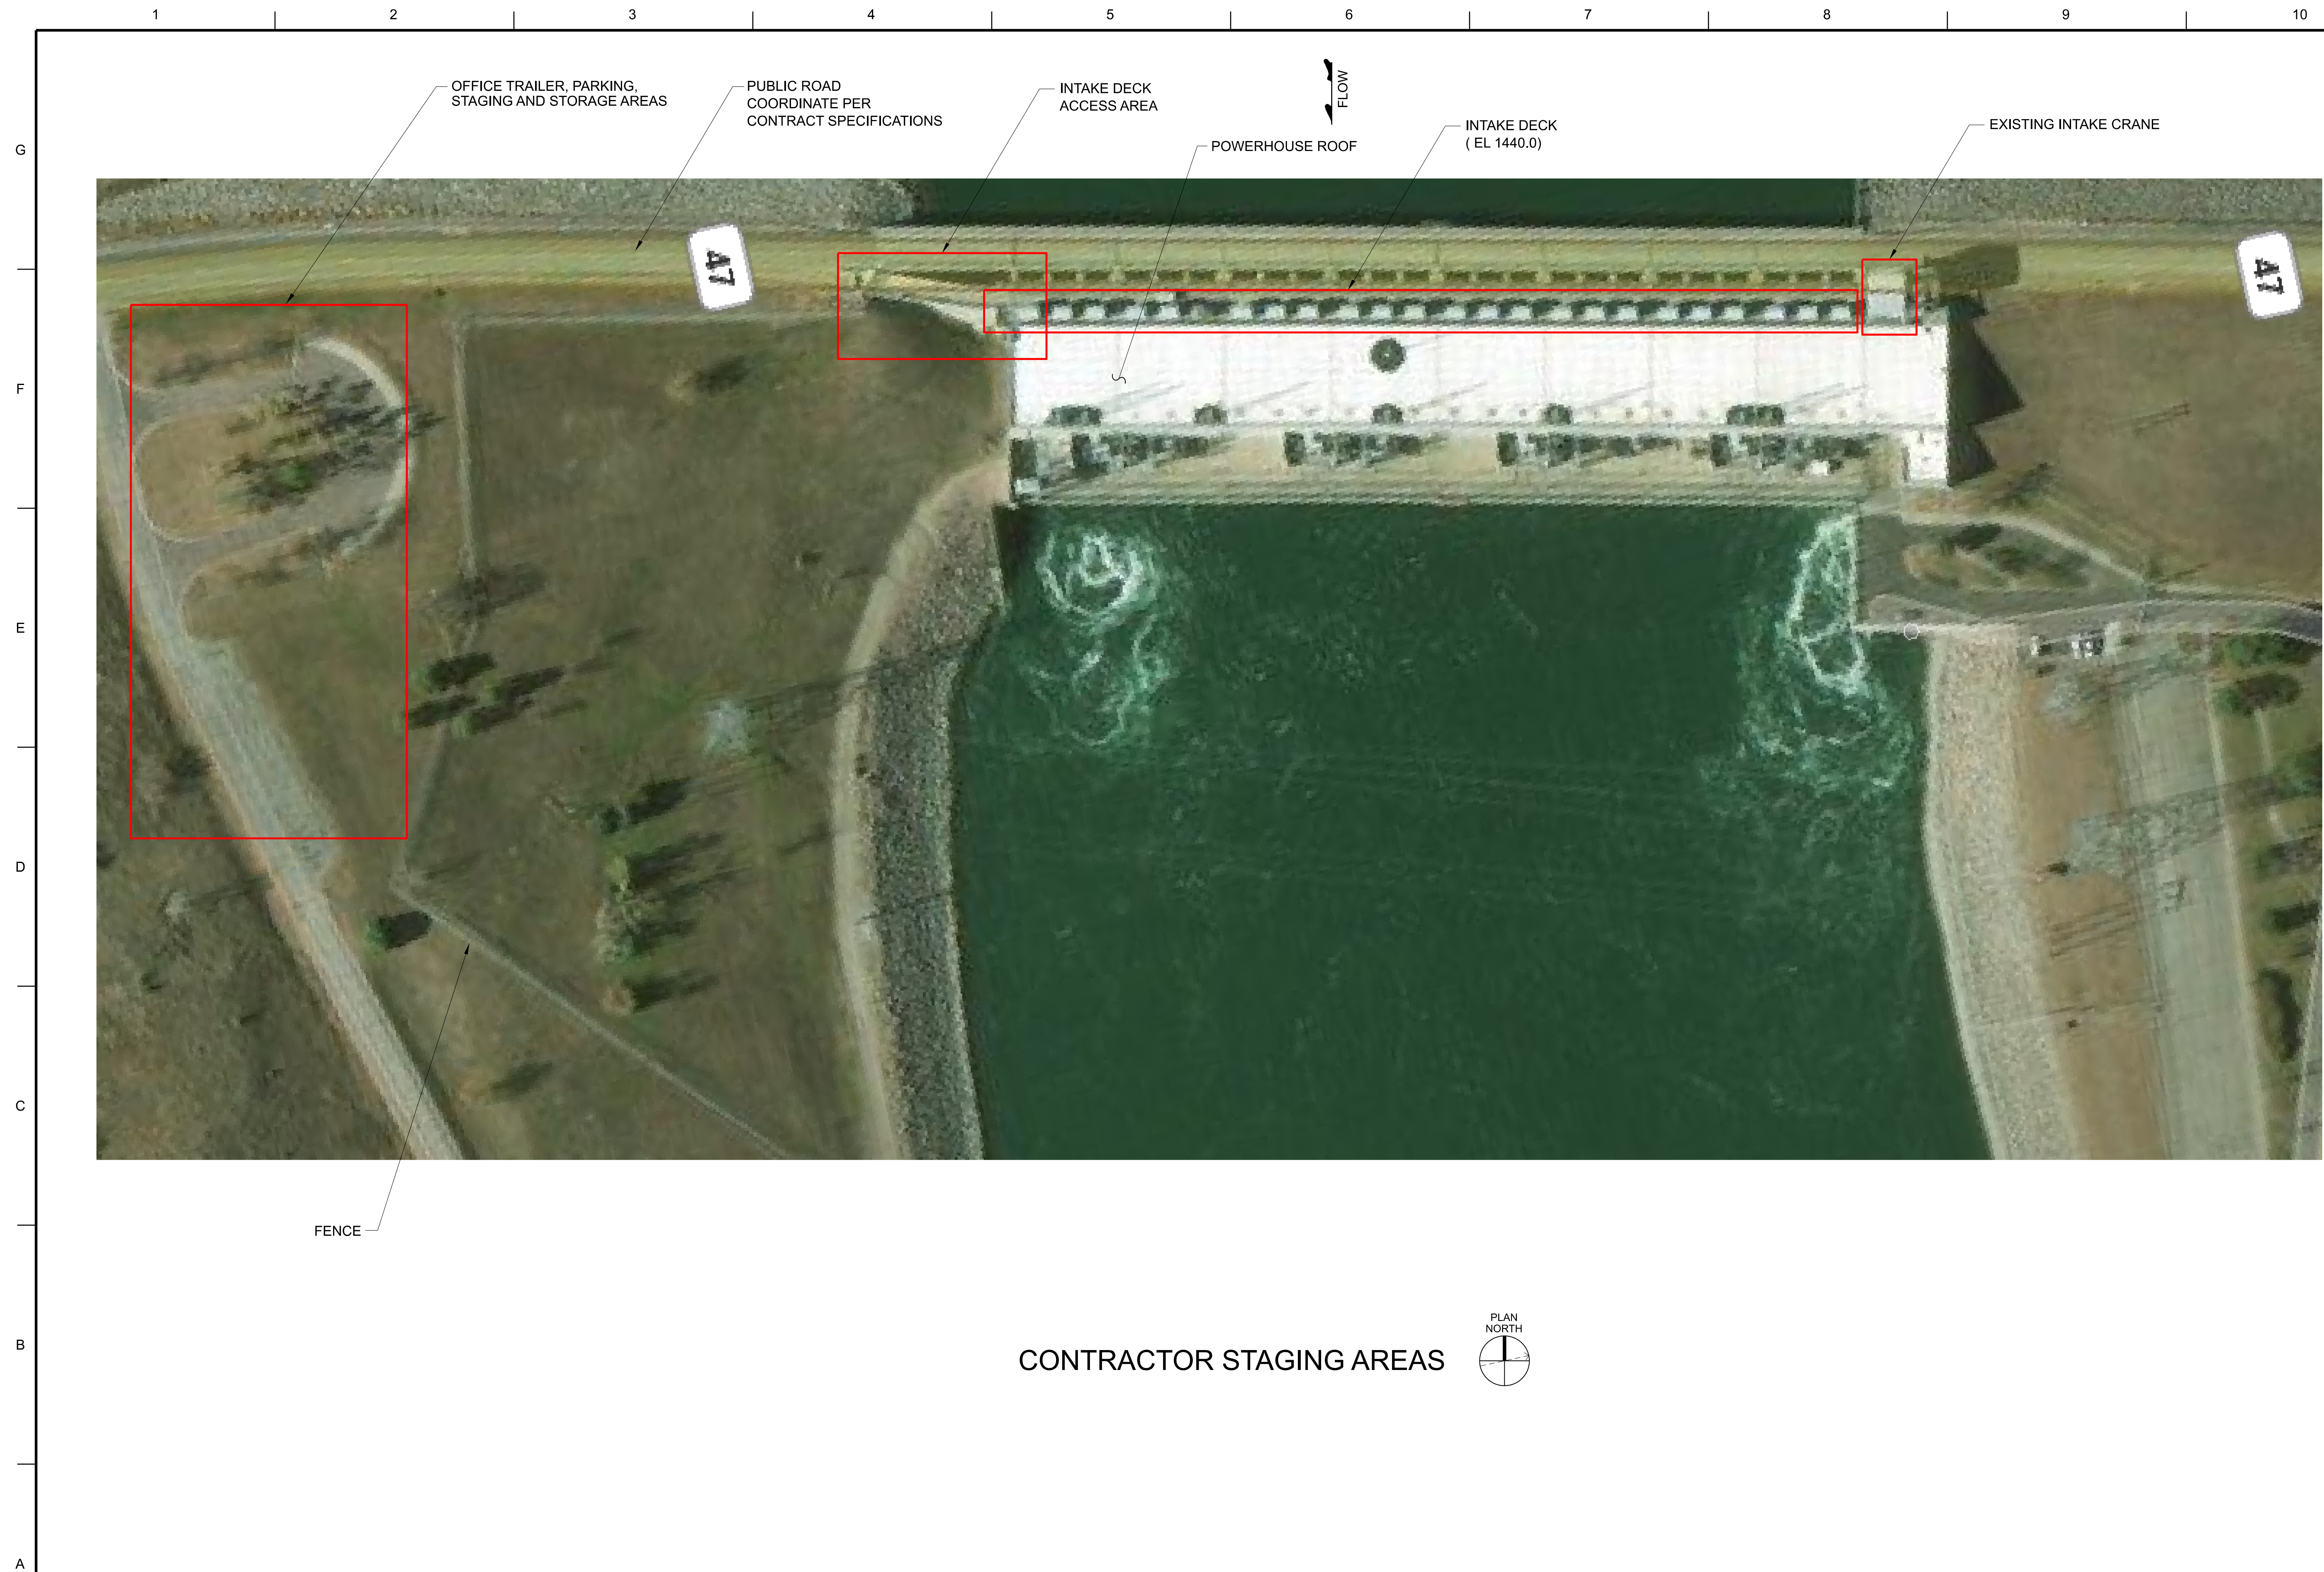 1 2 3 4 5 6 7 8 9 10
OFFICE TRAILER, PARKING,
STAGING AND STORAGE AREAS
PUBLIC ROAD
COORDINATE PER
CONTRACT SPECIFICATIONS
INTAKE DECK
ACCESS AREA
FLOW
POWERHOUSE ROOF
INTAKE DECK
( EL 1440.0)
EXISTING INTAKE CRANE
G
47
47
F
E
D
C
FENCE
B
CONTRACTOR STAGING AREAS
PLAN
NORTH
A